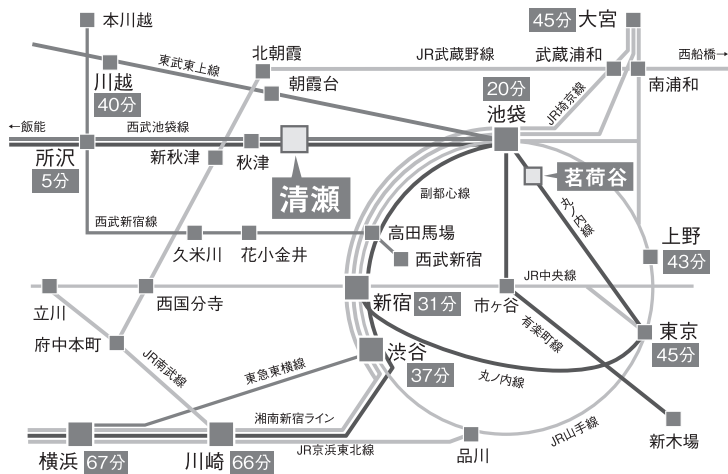 本川越
45分
大宮
北朝霞
JR武蔵野線
武蔵浦和
西船橋→
東武東上線
川越
40分
朝霞台
20分
池袋
JR埼京線
南浦和
←飯能
西武池袋線
所沢
5分
新秋津
秋津
清瀬
副都心線
茗荷谷
丸ノ内線
西武新宿線
久米川
花小金井
高田馬場
西武新宿
上野
43分
JR中央線
立川
西国分寺
新宿
31分
市ヶ谷
府中本町
有楽町線
東京
45分
JR南武線
東急東横線
渋谷
37分
丸ノ内線
湘南新宿ライン
JR京浜東北線
JR山手線
横浜
67分
川崎
66分
品川
新木場